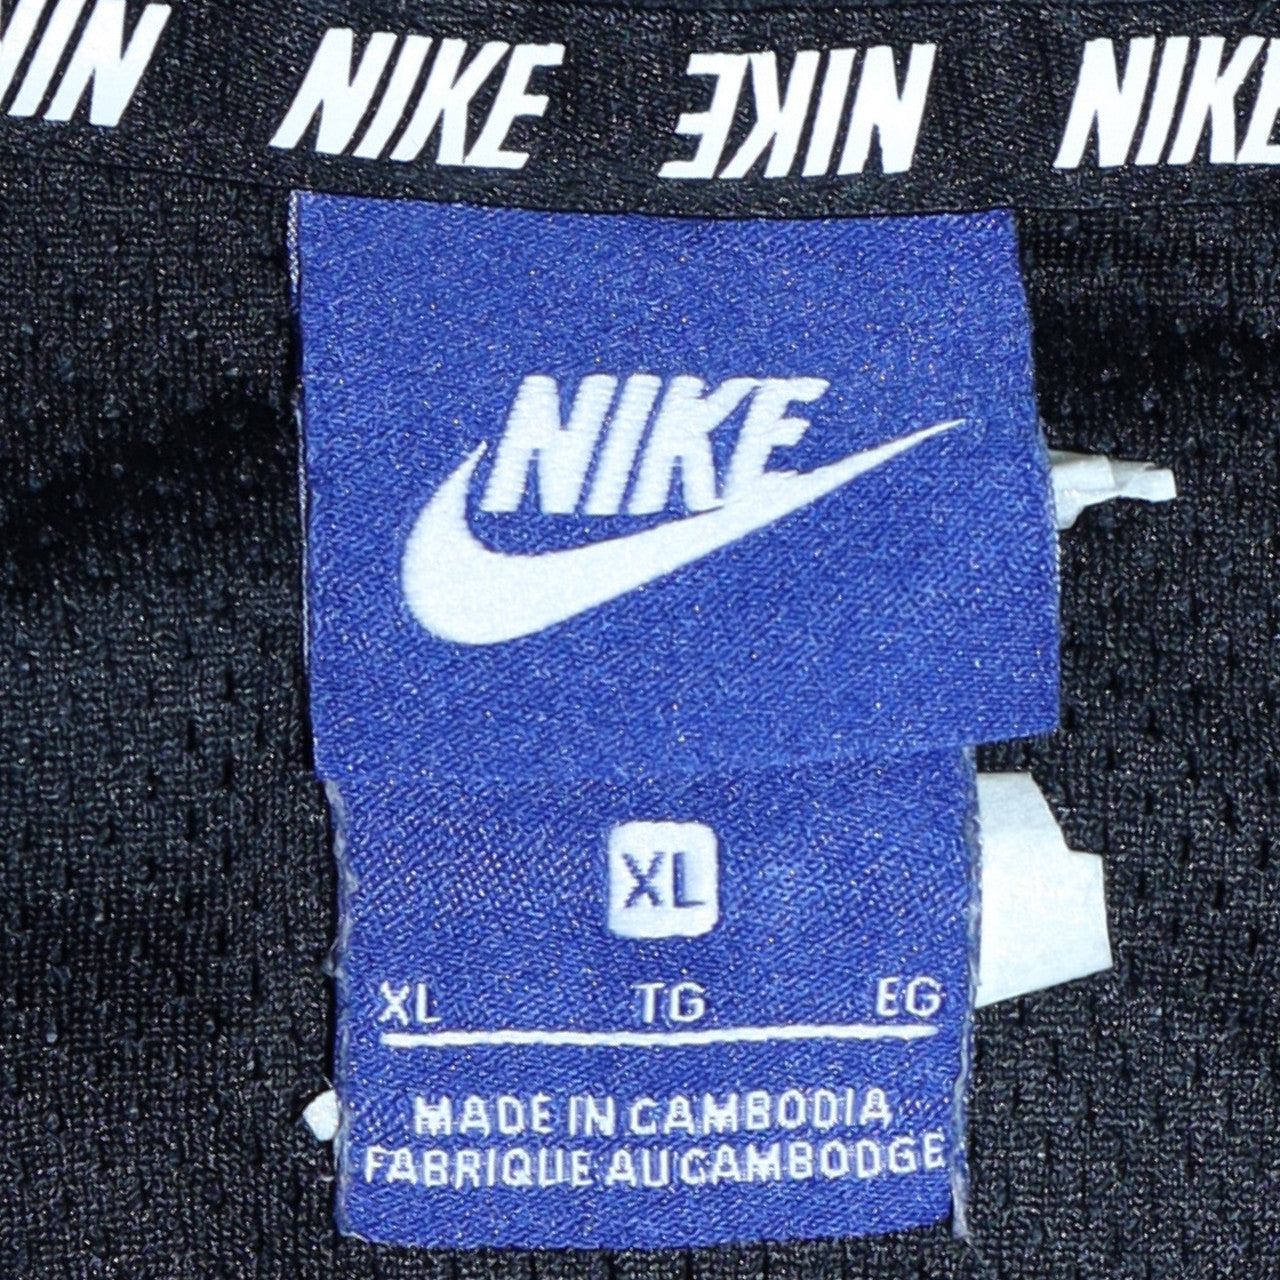 NIKE NIKE NIKE
NIKE
XL
XL TG EG
MADE IN CAMBODIA
FABRIQUE AU CAMBODGE